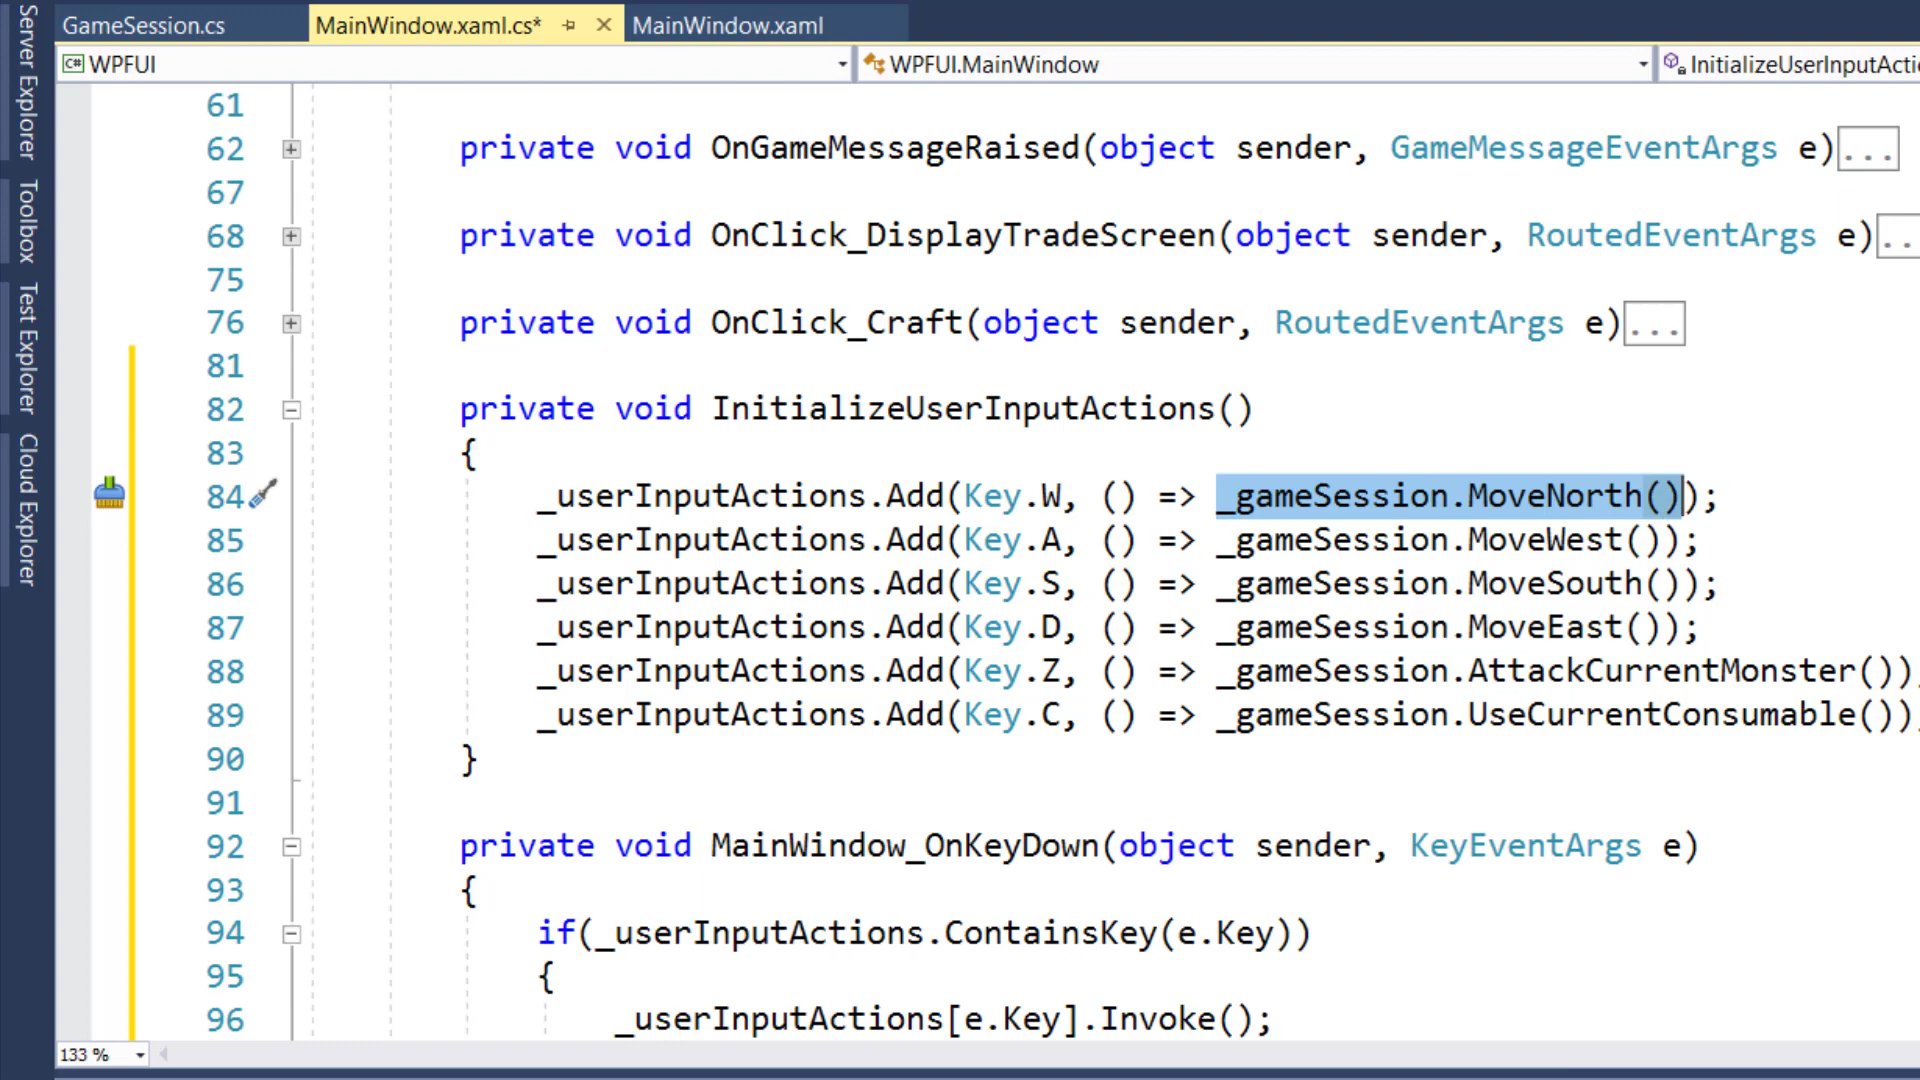 GameSession.cs MainWindow.xaml.cs* MainWindow.xaml
C# WPFUI WPFUI.MainWindow InitializeUserInputActi
Server Explorer
Toolbox
Test Explorer
Cloud Explorer
61
62 private void OnGameMessageRaised(object sender, GameMessageEventArgs e)...
67
68 private void OnClick_DisplayTradeScreen(object sender, RoutedEventArgs e)..
75
76 private void OnClick_Craft(object sender, RoutedEventArgs e)...
81
82 private void InitializeUserInputActions()
83 {
84 _userInputActions.Add(Key.W, () => _gameSession.MoveNorth());
85 _userInputActions.Add(Key.A, () => _gameSession.MoveWest());
86 _userInputActions.Add(Key.S, () => _gameSession.MoveSouth());
87 _userInputActions.Add(Key.D, () => _gameSession.MoveEast());
88 _userInputActions.Add(Key.Z, () => _gameSession.AttackCurrentMonster());
89 _userInputActions.Add(Key.C, () => _gameSession.UseCurrentConsumable());
90 }
91
92 private void MainWindow_OnKeyDown(object sender, KeyEventArgs e)
93 {
94 if(_userInputActions.ContainsKey(e.Key))
95 {
96 _userInputActions[e.Key].Invoke();
133 %